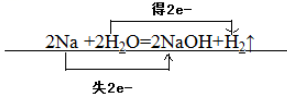 得2e-
2Na +2H₂O=2NaOH+H₂↑
失2e-